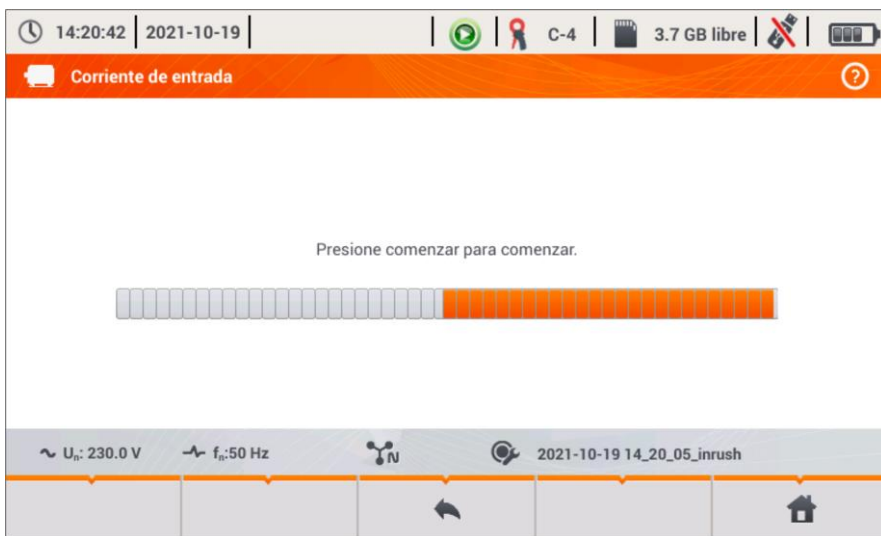 14:20:42 2021-10-19 C-4 3.7 GB libre
Corriente de entrada ?
Presione comenzar para comenzar.
Uₙ: 230.0 V fₙ:50 Hz N 2021-10-19 14_20_05_inrush